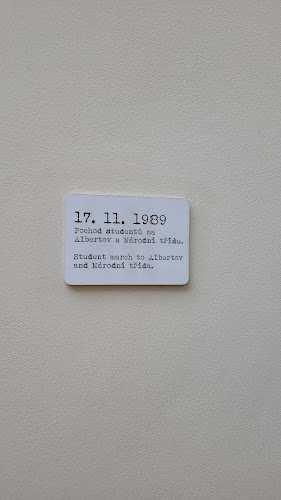 17. 11. 1989
Pochod studentů na
Albertov a Národní třídu.
Student march to Albertov
and Národní třída.